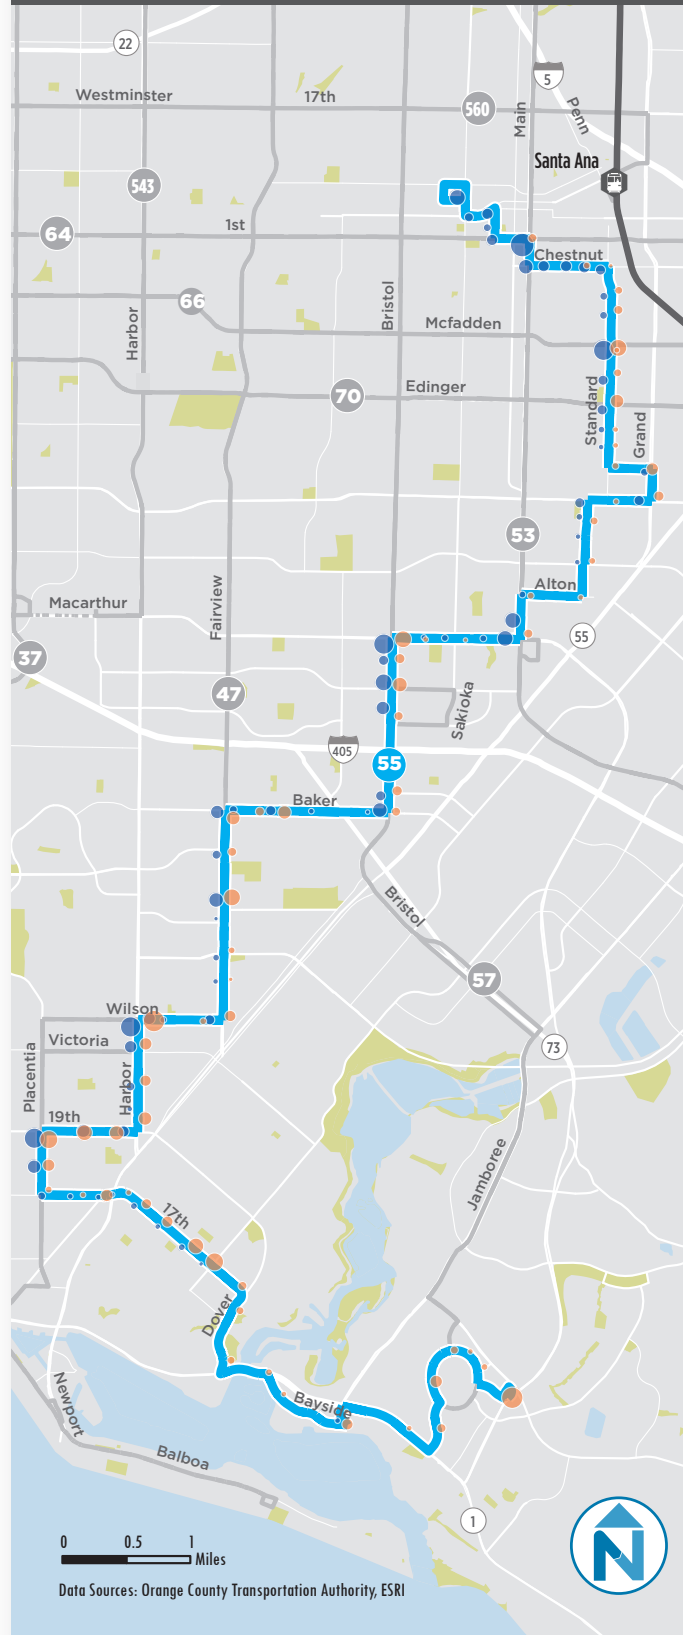 22
5
Westminster
17th
560
Main
Penn
Santa Ana
543
64
1st
Chestnut
66
Harbor
Bristol
Mcfadden
70
Edinger
Standard
Grand
53
Alton
Macarthur
Fairview
55
37
47
Sakioka
405
55
Baker
Bristol
57
Wilson
Victoria
73
Placentia
Harbor
19th
Jamboree
17th
Dover
Bayside
Newport
Balboa
1
0 0.5 1
Miles
N
Data Sources: Orange County Transportation Authority, ESRI